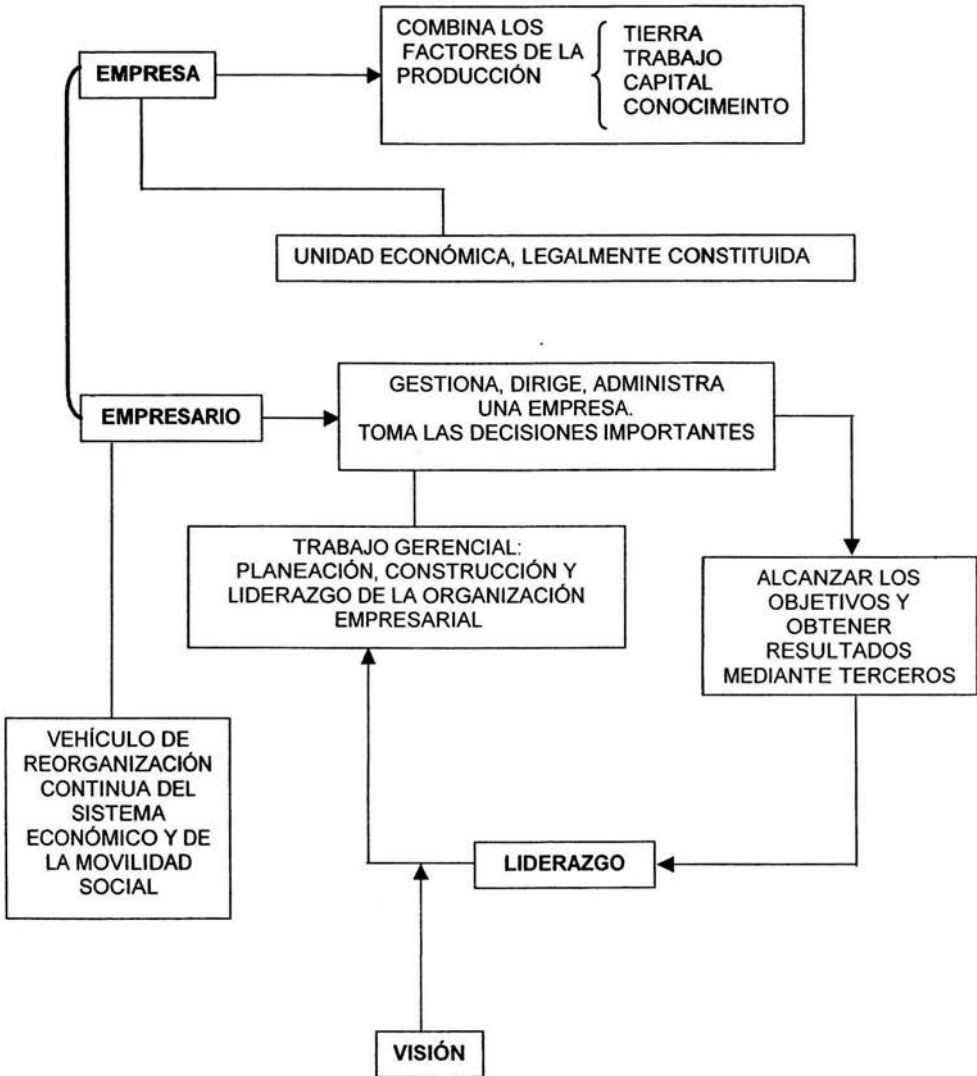 EMPRESA
COMBINA LOS
FACTORES DE LA
PRODUCCIÓN
TIERRA
TRABAJO
CAPITAL
CONOCIMEINTO
UNIDAD ECONÓMICA, LEGALMENTE CONSTITUIDA
EMPRESARIO
GESTIONA, DIRIGE, ADMINISTRA
UNA EMPRESA.
TOMA LAS DECISIONES IMPORTANTES
TRABAJO GERENCIAL:
PLANEACIÓN, CONSTRUCCIÓN Y
LIDERAZGO DE LA ORGANIZACIÓN
EMPRESARIAL
ALCANZAR LOS
OBJETIVOS Y
OBTENER
RESULTADOS
MEDIANTE TERCEROS
VEHÍCULO DE
REORGANIZACIÓN
CONTINUA DEL
SISTEMA
ECONÓMICO Y DE
LA MOVILIDAD
SOCIAL
LIDERAZGO
VISIÓN